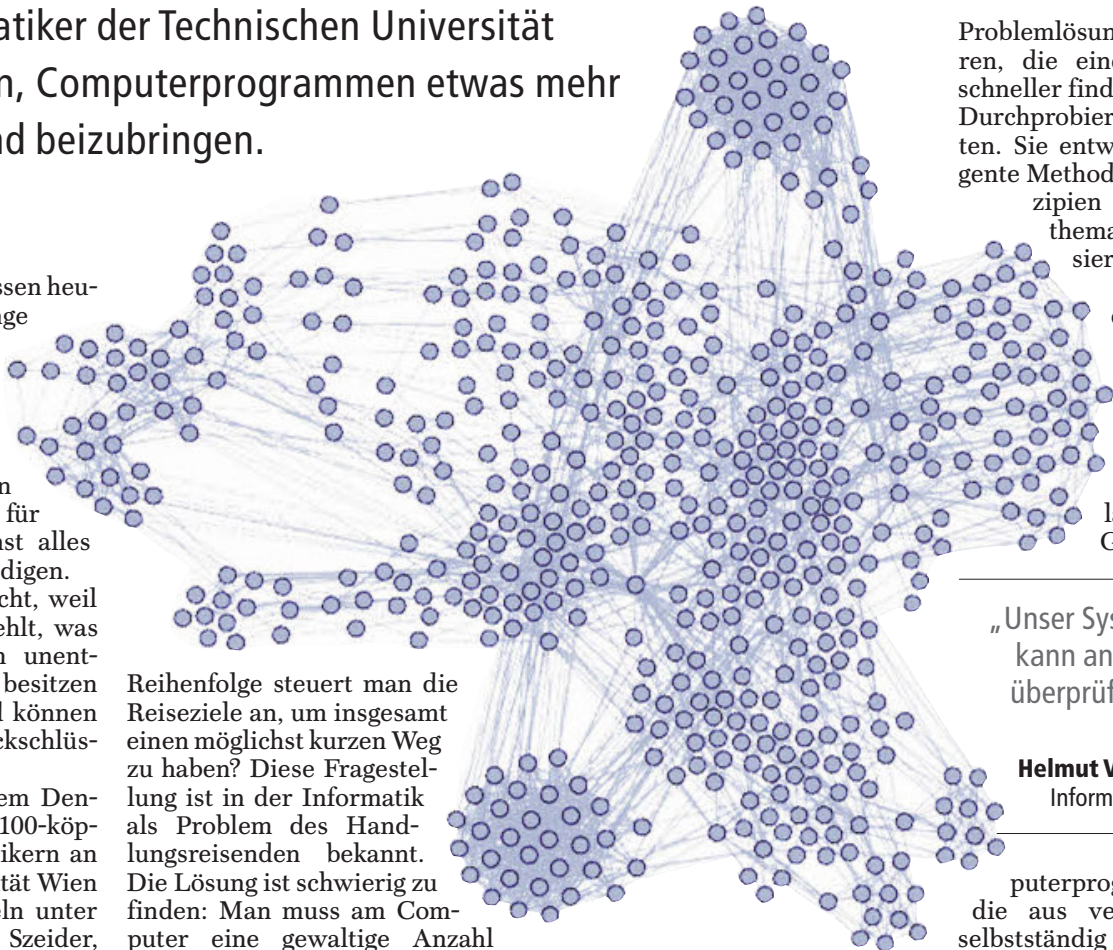 atiker der Technischen Universität
n, Computerprogrammen etwas mehr
nd beizubringen.
ssen heu-
nge
n
für
nst alles
digen.
cht, weil
ehlt, was
n unent-
besitzen
d können
ckschlüs-
em Den-
100-köp-
ikern an
tät Wien
eln unter
Szeider,
Reihenfolge steuert man die
Reiseziele an, um insgesamt
einen möglichst kurzen Weg
zu haben? Diese Fragestel-
lung ist in der Informatik
als Problem des Hand-
lungsreisenden bekannt.
Die Lösung ist schwierig zu
finden: Man muss am Com-
puter eine gewaltige Anzahl
Problemlösun
ren, die ein
schneller find
Durchprobier
ten. Sie entw
gente Method
zipien
thema
sier
„Unser Sys
kann an
überprüf
Helmut V
Inform
puterprog
die aus ve
selbstständig